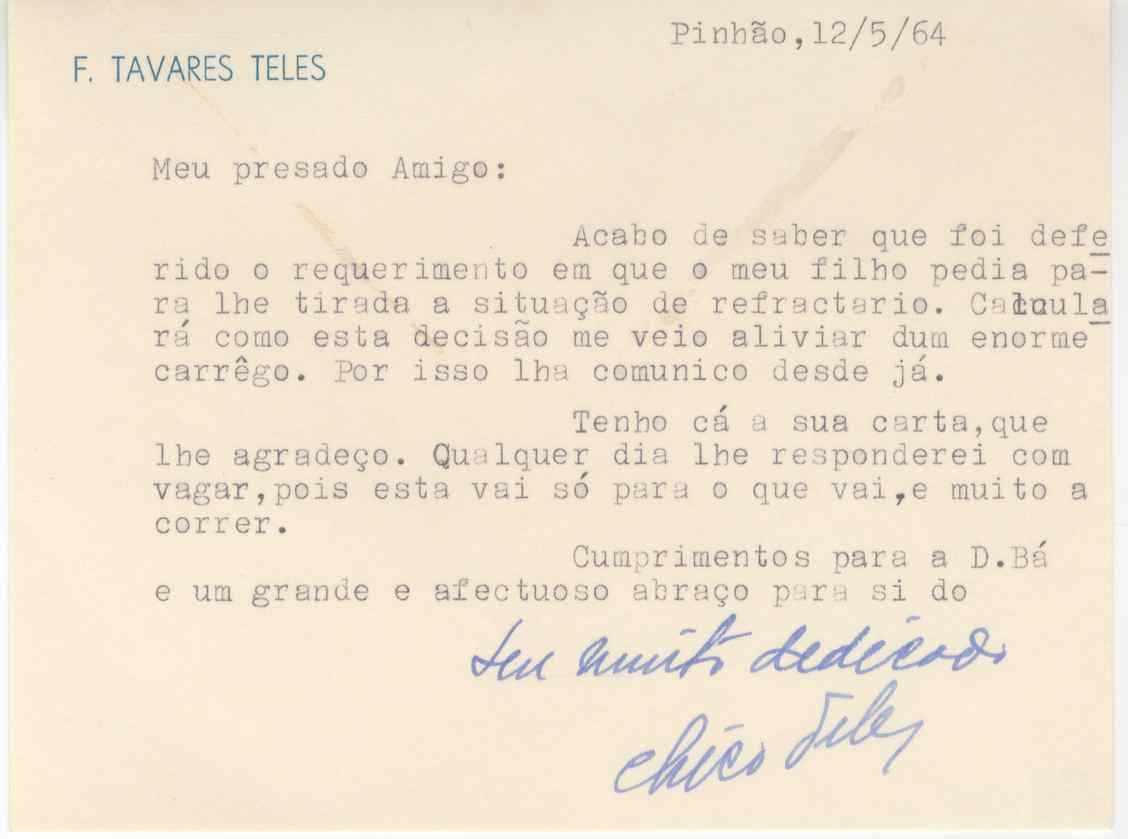 Pinhão,12/5/64
F. TAVARES TELES
Meu presado Amigo:
Acabo de saber que foi defe
rido o requerimento em que o meu filho pedia pa-
ra lhe tirada a situação de refractario. Calcula
rá como esta decisão me veio aliviar dum enorme
carrêgo. Por isso lha comunico desde já.
Tenho cá a sua carta,que
lhe agradeço. Qualquer dia lhe responderei com
vagar,pois esta vai só para o que vai,e muito a
correr.
Cumprimentos para a D.Bá
e um grande e afectuoso abraço para si do
seu muito dedicado
Chico Teles